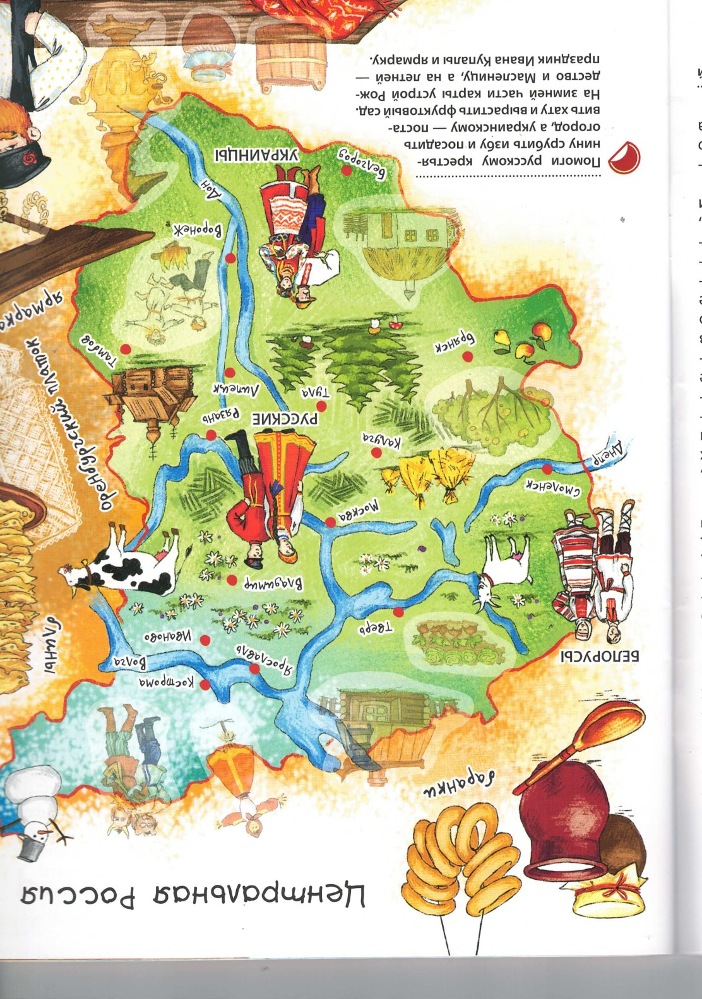 Центральная Россия
баранки
БЕЛОРУСЫ
Кострома
Ярославль
Волга
Иваново
Тверь
Владимир
блины
Москва
Смоленск
Днепр
Калуга
РУССКИЕ
Рязань
Тула
Липецк
Брянск
Тамбов
оренбургский платок
ярмарка
Воронеж
Дон
УКРАИНЦЫ
Белгород
Помоги русскому крестья-
нину срубить избу и посадить
огород, а украинскому — поста-
вить хату и вырастить фруктовый сад.
На зимней части карты устрой Рож-
дество и Масленицу, а на летней —
праздник Ивана Купалы и ярмарку.